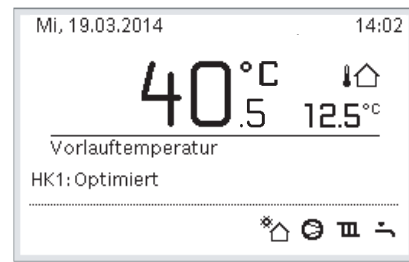 Mi, 19.03.2014 14:02
40.5 °C 12.5°C
Vorlauftemperatur
HK1: Optimiert